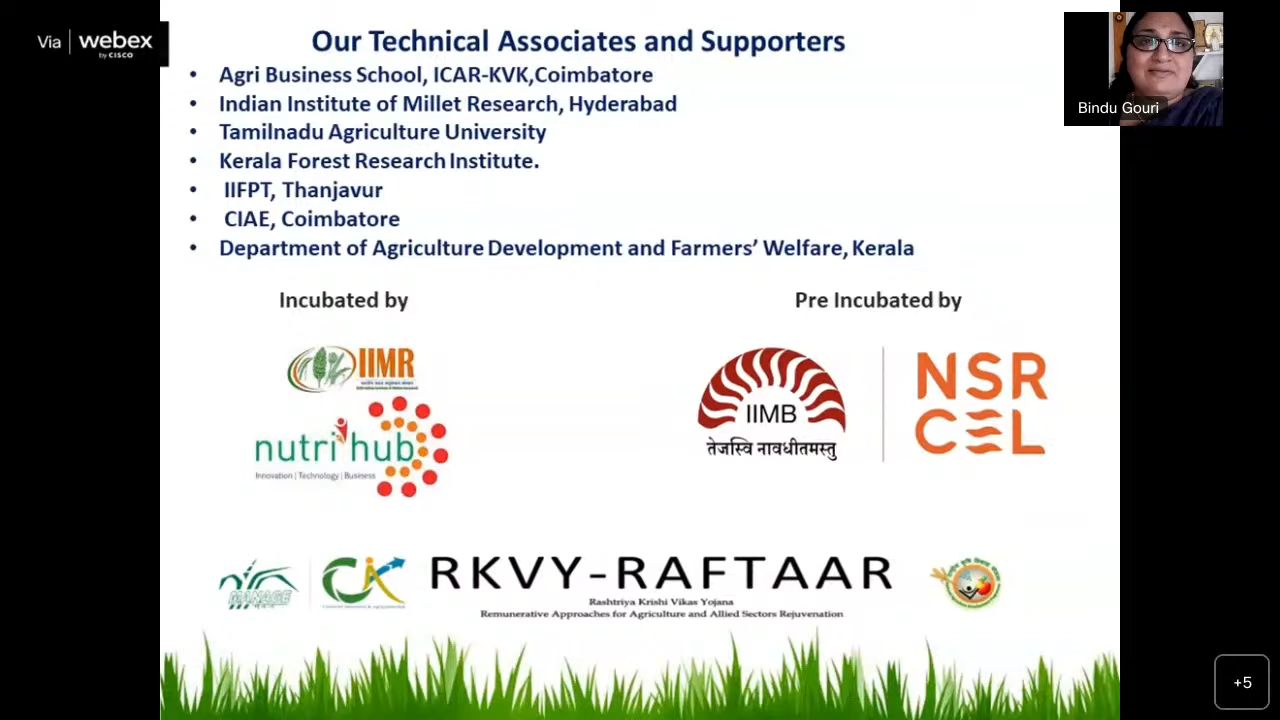 Via webex
by CISCO
Our Technical Associates and Supporters
• Agri Business School, ICAR-KVK,Coimbatore
• Indian Institute of Millet Research, Hyderabad
• Tamilnadu Agriculture University
• Kerala Forest Research Institute.
• IIFPT, Thanjavur
• CIAE, Coimbatore
• Department of Agriculture Development and Farmers’ Welfare, Kerala
Bindu Gouri
Incubated by
Pre Incubated by
IIMR
nutrihub
Innovation | Technology | Business
IIMB
तेजस्वि नावधीतमस्तु
NSR
CEL
MANAGE
RKVY-RAFTAAR
Rashtriya Krishi Vikas Yojana
Remunerative Approaches for Agriculture and Allied Sectors Rejuvenation
+5